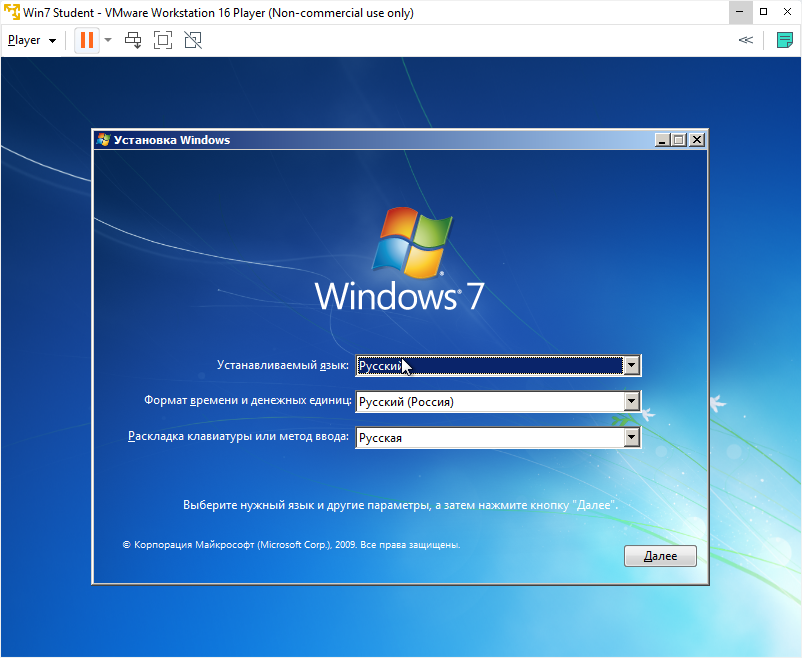 Win7 Student - VMware Workstation 16 Player (Non-commercial use only)
Player
Установка Windows
Windows 7
Устанавливаемый язык: Русский
Формат времени и денежных единиц: Русский (Россия)
Раскладка клавиатуры или метод ввода: Русская
Выберите нужный язык и другие параметры, а затем нажмите кнопку "Далее".
© Корпорация Майкрософт (Microsoft Corp.), 2009. Все права защищены.
Далее